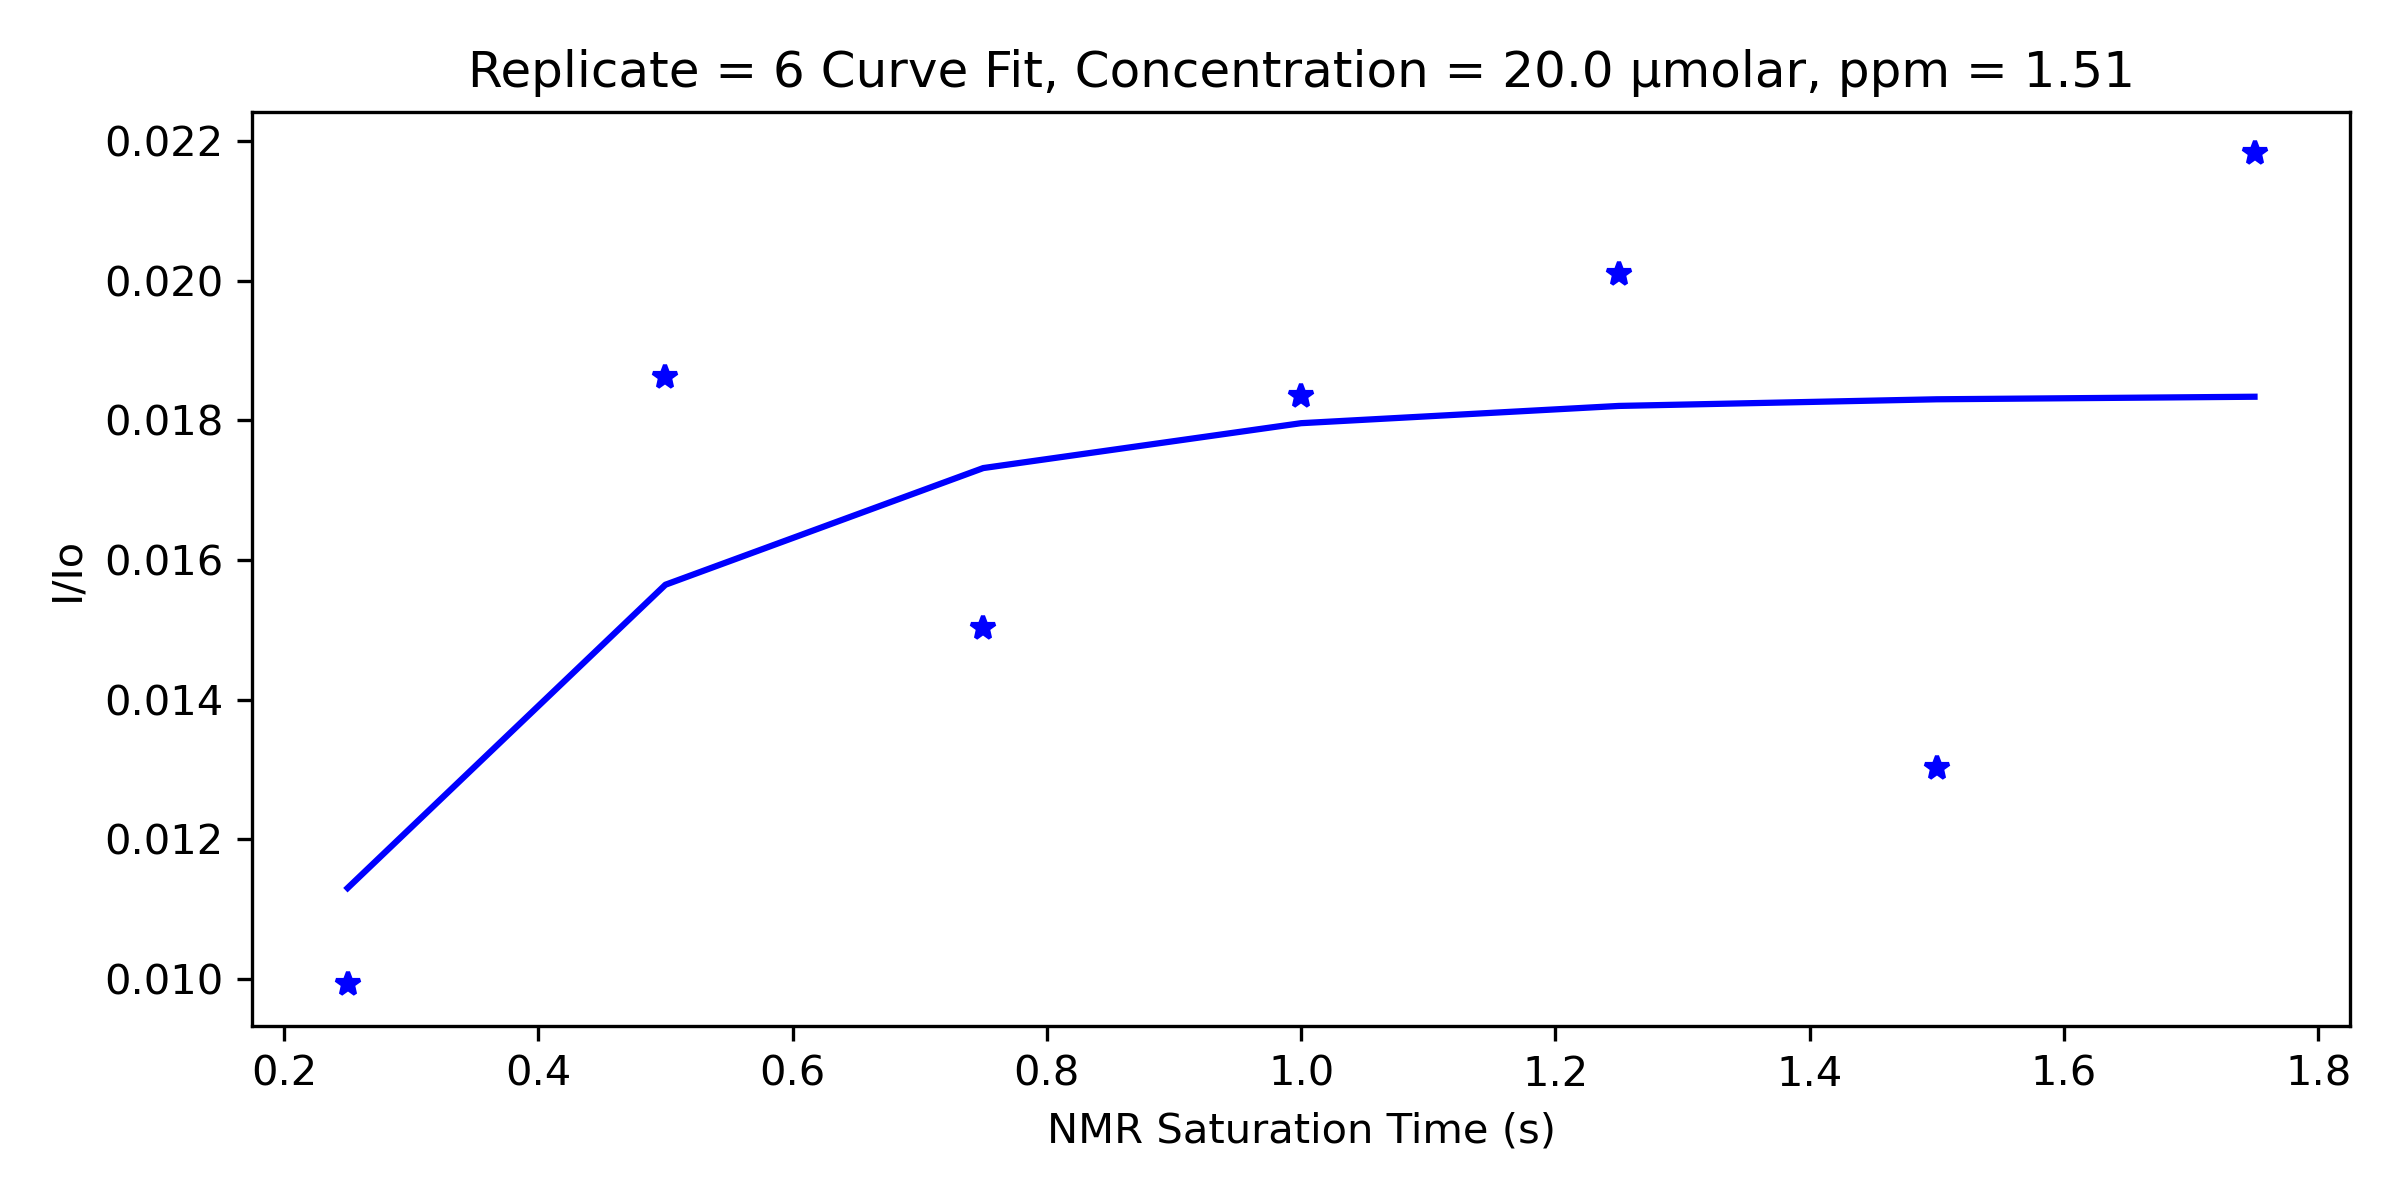 Replicate = 6 Curve Fit, Concentration = 20.0 µmolar, ppm = 1.51
0.022
0.020
0.018
0.016
0.014
0.012
0.010
I/Io
0.2 0.4 0.6 0.8 1.0 1.2 1.4 1.6 1.8
NMR Saturation Time (s)